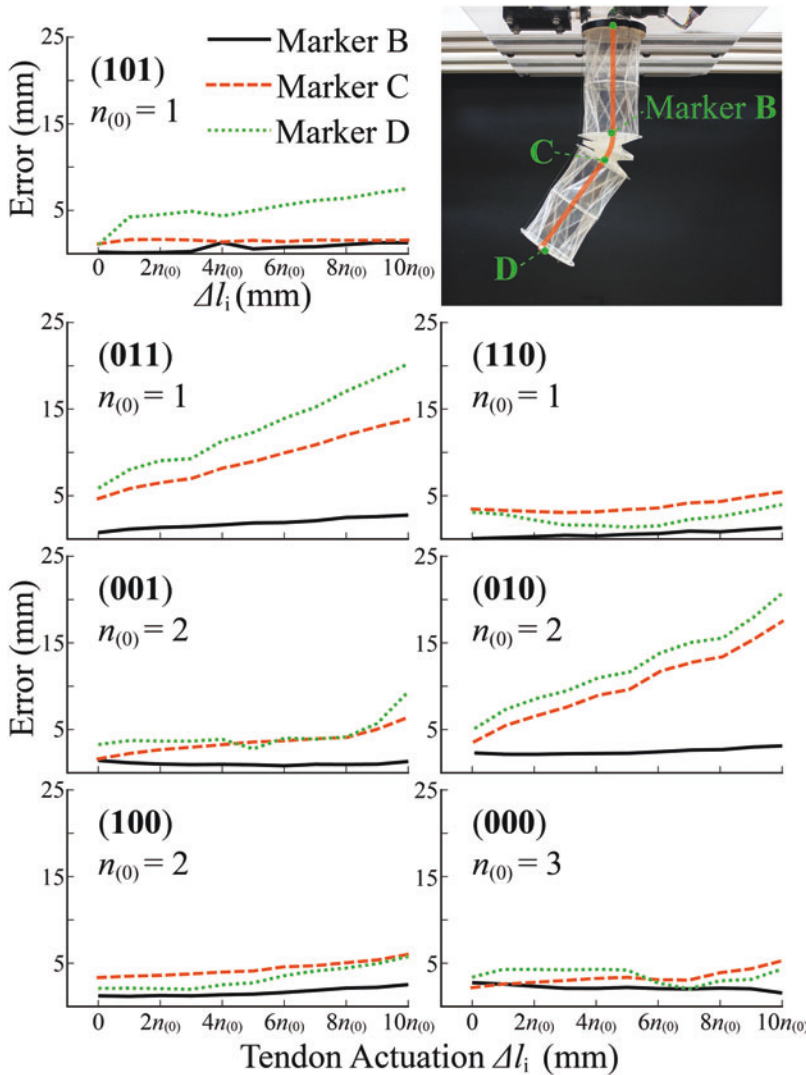 25
(101)
n(0) = 1
Marker B
Marker C
Marker D
15
5
Error (mm)
0 2n(0) 4n(0) 6n(0) 8n(0) 10n(0)
Δli (mm)
Marker B
C
D
25
(011)
n(0) = 1
15
5
(110)
n(0) = 1
25
15
5
25
(001)
n(0) = 2
15
5
Error (mm)
(010)
n(0) = 2
25
15
5
25
(100)
n(0) = 2
15
5
0 2n(0) 4n(0) 6n(0) 8n(0) 10n(0)
(000)
n(0) = 3
25
15
5
0 2n(0) 4n(0) 6n(0) 8n(0) 10n(0)
Tendon Actuation Δli (mm)